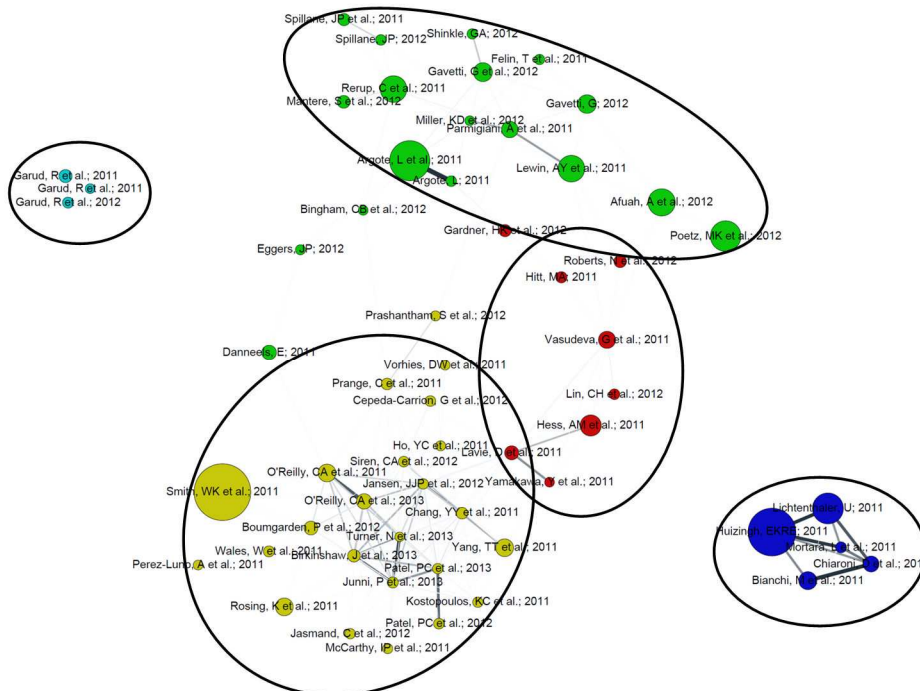 Spillane, JP et al.; 2011
Spillane, JP; 2012
Shinkle, GA; 2012
Felin, T et al.; 2011
Gavetti, G et al.; 2012
Rerup, C et al.; 2011
Mantere, S et al.; 2012
Gavetti, G; 2012
Miller, KD et al.; 2012
Parmigiani, A et al.; 2011
Argote, L et al.; 2011
Lewin, AY et al.; 2011
Argote, L; 2011
Garud, R et al.; 2011
Garud, R et al.; 2011
Garud, R et al.; 2012
Afuah, A et al.; 2012
Bingham, CB et al.; 2012
Gardner, HK et al.; 2012
Poetz, MK et al.; 2012
Eggers, JP; 2012
Roberts, N et al.; 2012
Hitt, MA; 2011
Prashantham, S et al.; 2012
Vasudeva, G et al.; 2011
Danneels, E; 2011
Vorhies, DW et al.; 2011
Prange, C et al.; 2011
Cepeda-Carrion, G et al.; 2012
Lin, CH et al.; 2012
Hess, AM et al.; 2011
Ho, YC et al.; 2011
Lavie, D et al.; 2011
Siren, CA et al.; 2012
O'Reilly, CA et al.; 2011
Jansen, JJP et al.; 2012
Yamakawa, Y et al.; 2011
Smith, WK et al.; 2011
O'Reilly, CA et al.; 2013
Chang, YY et al.; 2011
Lichtenthaler, U; 2011
Boumgarden, P et al.; 2012
Huizingh, EKRE; 2011
Turner, N et al.; 2013
Yang, TT et al.; 2011
Mortara, L et al.; 2011
Wales, W et al.; 2011
Birkinshaw, J et al.; 2013
Perez-Luno, A et al.; 2011
Patel, PC et al.; 2013
Chiaroni, D et al.; 201
Junni, P et al.; 2013
Bianchi, M et al.; 2011
Rosing, K et al.; 2011
Kostopoulos, KC et al.; 2011
Patel, PC et al.; 2012
Jasmand, C et al.; 2012
McCarthy, IP et al.; 2011